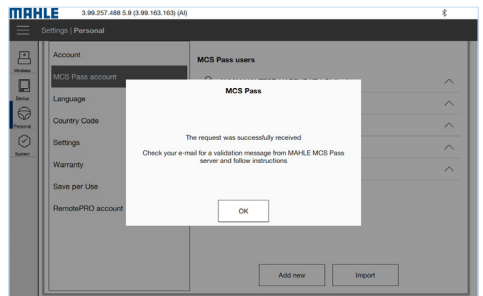 MAHLE
3.99.257.488 5.9 (3.99.163.163) (AI)
Settings | Personal
Wireless
Device
Personal
System
Account
MCS Pass account
Language
Country Code
Settings
Warranty
Save per Use
RemotePRO account
MCS Pass users
MCS Pass
The request was successfully received
Check your e-mail for a validation message from MAHLE MCS Pass
server and follow instructions
OK
Add new
Import